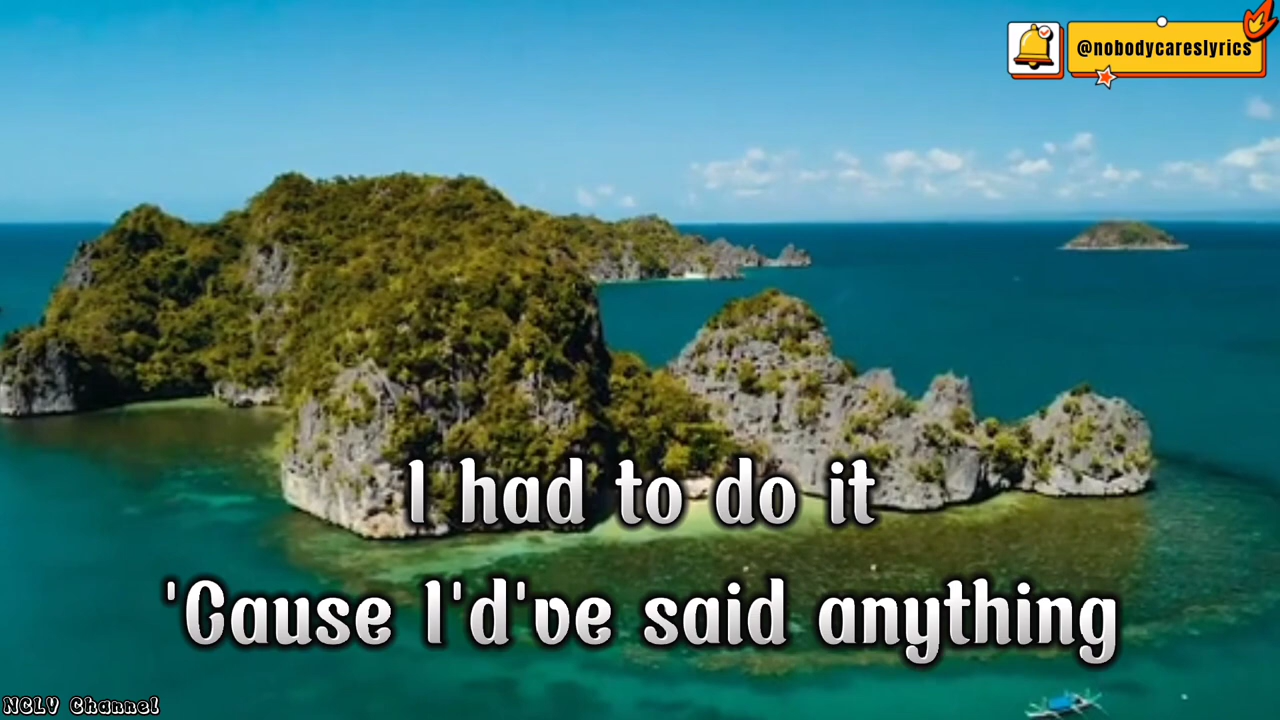 @nobodycareslyrics
I had to do it
'Cause I'd've said anything
NCLV Channel